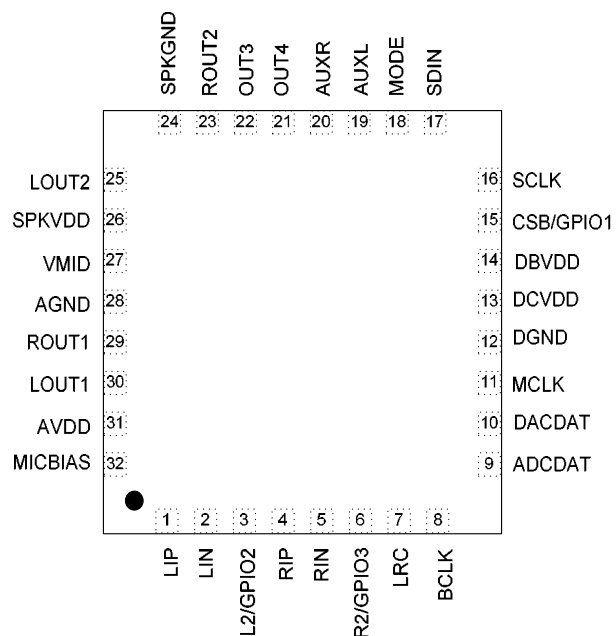 SPKGND
ROUT2
OUT3
OUT4
AUXR
AUXL
MODE
SDIN
24 23 22 21 20 19 18 17
LOUT2 25
SPKVDD 26
VMID 27
AGND 28
ROUT1 29
LOUT1 30
AVDD 31
MICBIAS 32
16 SCLK
15 CSB/GPIO1
14 DBVDD
13 DCVDD
12 DGND
11 MCLK
10 DACDAT
9 ADCDAT
1 2 3 4 5 6 7 8
LIP
LIN
L2/GPIO2
RIP
RIN
R2/GPIO3
LRC
BCLK